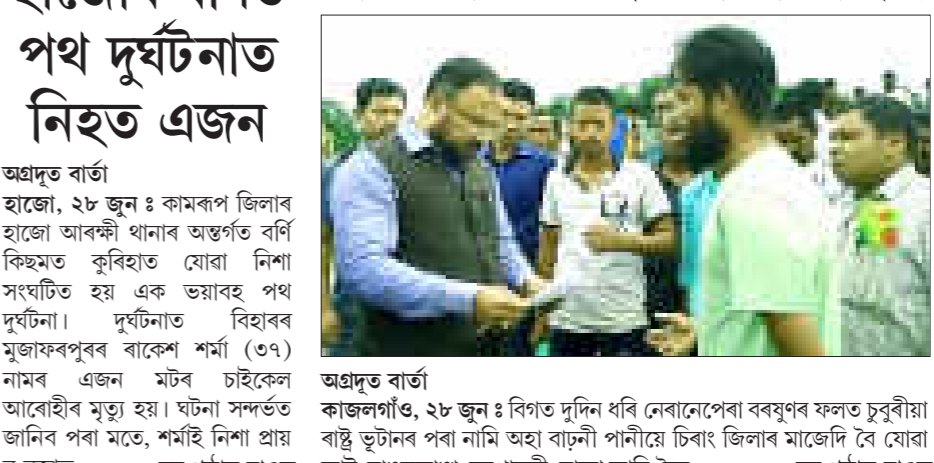 পথ দুৰ্ঘটনাত
নিহত এজন
অগ্ৰদূত বাৰ্তা
হাজো, ২৮ জুন ঃ কামৰূপ জিলাৰ
হাজো আৰক্ষী থানাৰ অন্তৰ্গত বৰ্ণি
কিছমত কুৰিহাত যোৱা নিশা
সংঘটিত হয় এক ভয়াবহ পথ
দুৰ্ঘটনা। দুৰ্ঘটনাত বিহাৰৰ
মুজাফৰপুৰৰ ৰাকেশ শৰ্মা (৩৭)
নামৰ এজন মটৰ চাইকেল
আৰোহীৰ মৃত্যু হয়। ঘটনা সন্দৰ্ভত
জানিব পৰা মতে, শৰ্মাই নিশা প্ৰায়
অগ্ৰদূত বাৰ্তা
কাজলগাঁও, ২৮ জুন ঃ বিগত দুদিন ধৰি নেৰানেপেৰা বৰষুণৰ ফলত চুবুৰীয়া
ৰাষ্ট্ৰ ভূটানৰ পৰা নামি অহা বাঢ়নী পানীয়ে চিৰাং জিলাৰ মাজেদি বৈ যোৱা